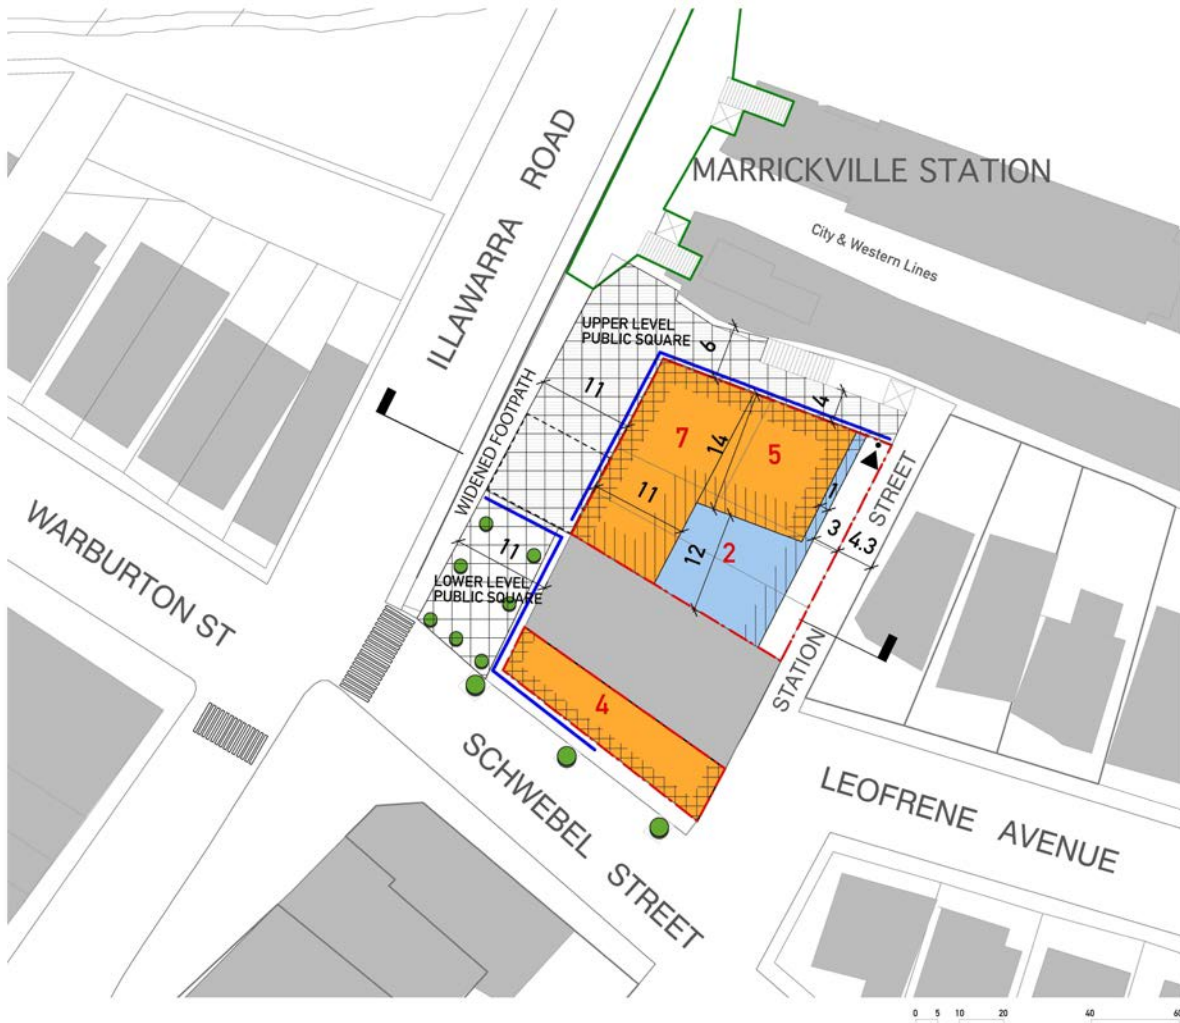 MARRICKVILLE STATION
City & Western Lines
ILLAWARRA ROAD
UPPER LEVEL
PUBLIC SQUARE
6
11
4
WIDENED FOOTPATH
7
14
5
11
1
STREET
3
4.3
12
2
11
LOWER LEVEL
PUBLIC SQUARE
WARBURTON ST
STATION
4
SCHWEBEL STREET
LEOFRENE AVENUE
0 5 10 20 40 60